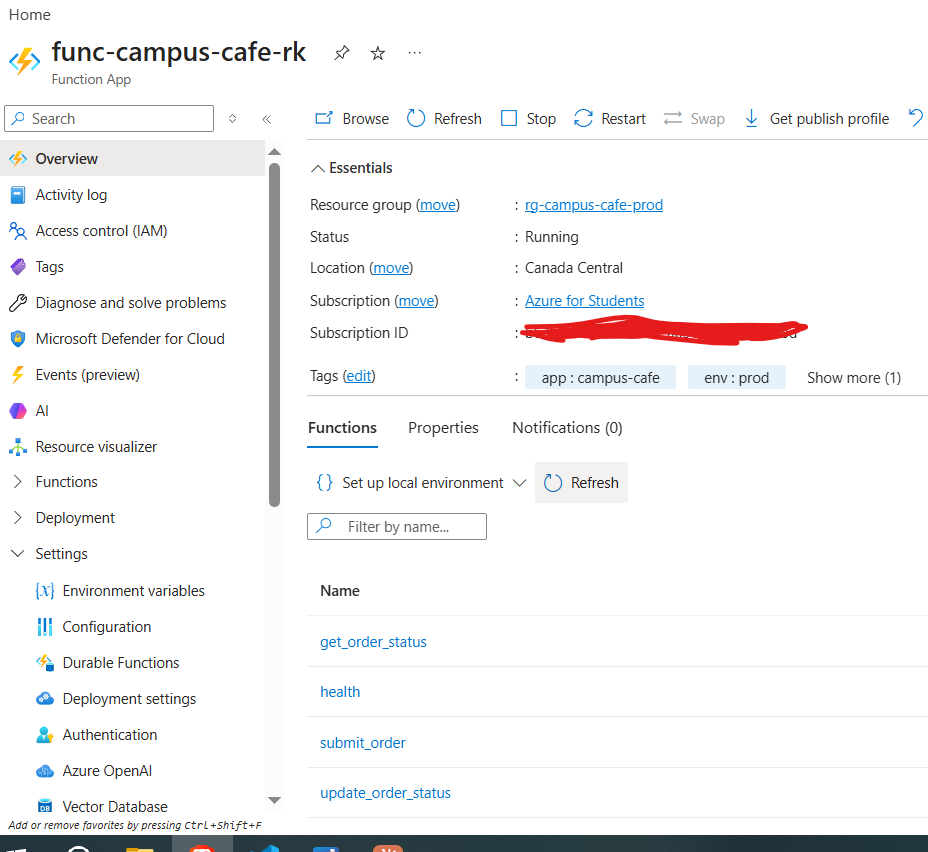 Home
func-campus-cafe-rk
Function App
Search
Browse Refresh Stop Restart Swap Get publish profile
Overview
Activity log
Access control (IAM)
Tags
Diagnose and solve problems
Microsoft Defender for Cloud
Events (preview)
AI
Resource visualizer
Functions
Deployment
Settings
Environment variables
Configuration
Durable Functions
Deployment settings
Authentication
Azure OpenAI
Vector Database
Add or remove favorites by pressing Ctrl+Shift+F
Essentials
Resource group (move) : rg-campus-cafe-prod
Status : Running
Location (move) : Canada Central
Subscription (move) : Azure for Students
Subscription ID :
Tags (edit) : app : campus-cafe env : prod Show more (1)
Functions Properties Notifications (0)
{} Set up local environment Refresh
Filter by name...
Name
get_order_status
health
submit_order
update_order_status